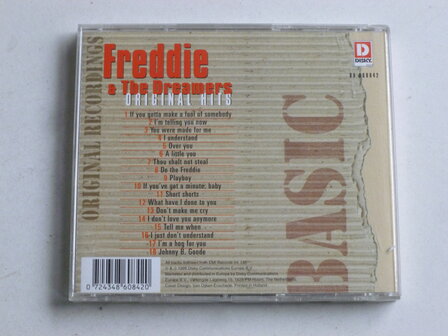 ORIGINAL RECORDINGS
Freddie
& The Dreamers
ORIGINAL HITS
D
DISKY
1 If you gotta make a fool of somebody
2 I'm telling you now
3 You were made for me
4 I understand
5 Over you
6 A little you
7 Thou shalt not steal
8 Do the Freddie
9 Playboy
10 If you've got a minute, baby
11 Short shorts
12 What have I done to you
13 Don't make me cry
14 I don't love you anymore
15 Tell me when
16 I just don't understand
17 I'm a hog for you
18 Johnny B. Goode
BASIC
0 724348 608420